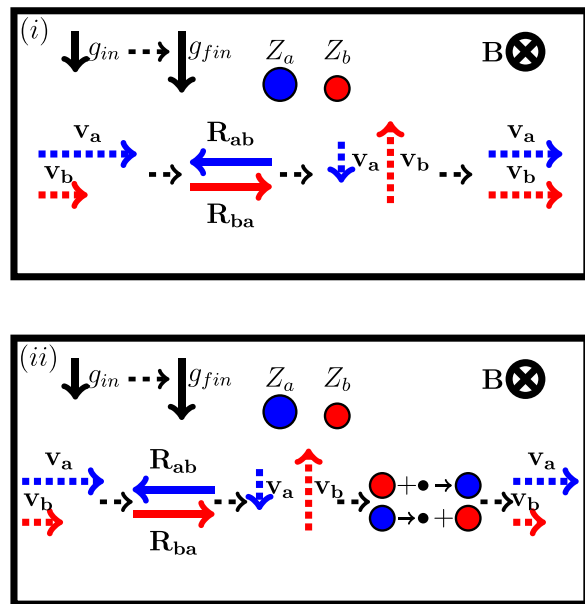 (i)
g_in g_fin Z_a Z_b B
v_a R_ab v_a
v_b v_a v_b v_b
R_ba
(ii)
g_in g_fin Z_a Z_b B
v_a R_ab v_a
v_b v_a v_b + → v_b
R_ba → +